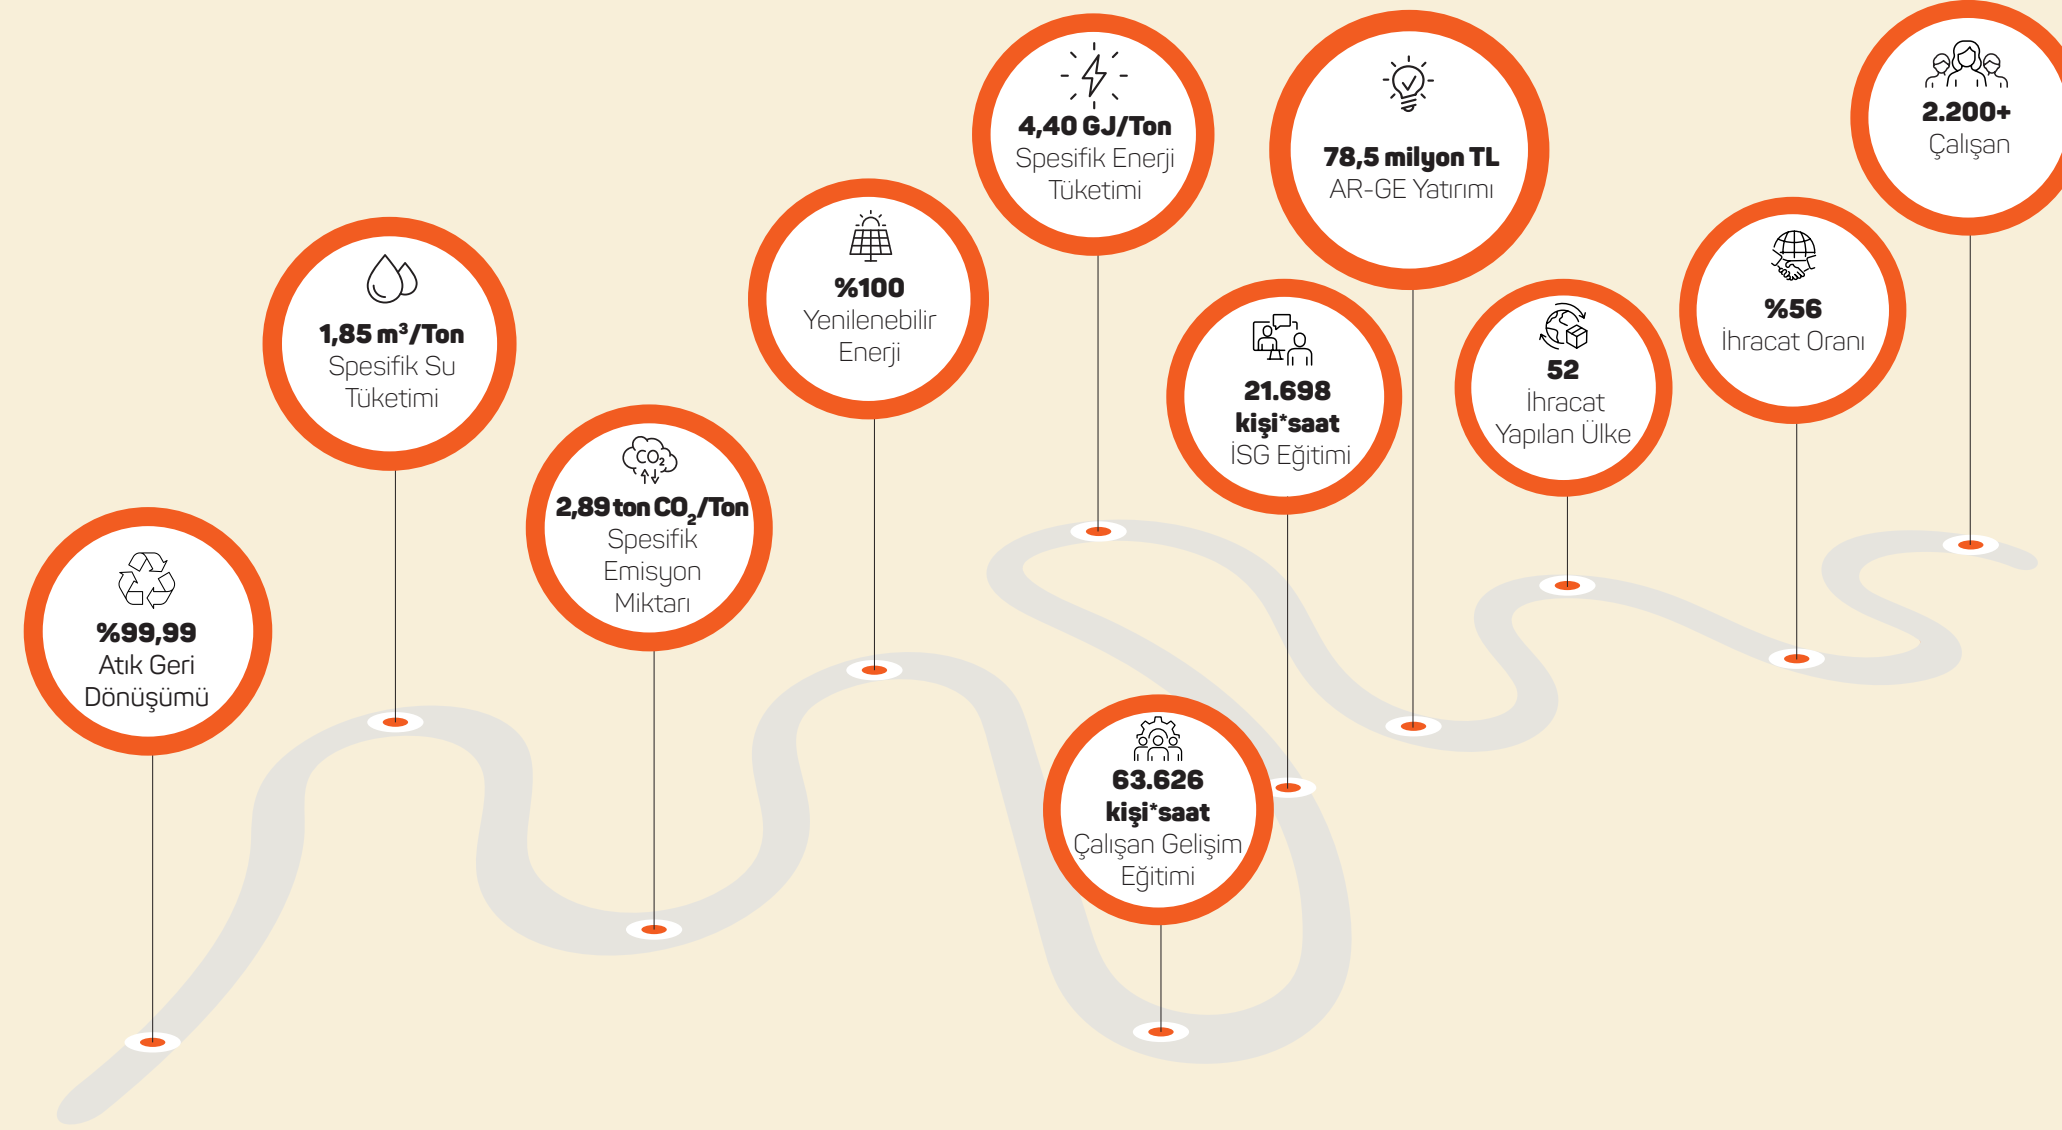 %99,99
Atık Geri
Dönüşümü
1,85 m³/Ton
Spesifik Su
Tüketimi
CO₂
2,89 ton CO₂/Ton
Spesifik
Emisyon
Miktarı
%100
Yenilenebilir
Enerji
63.626
kişi*saat
Çalışan Gelişim
Eğitimi
21.698
kişi*saat
İSG Eğitimi
4,40 GJ/Ton
Spesifik Enerji
Tüketimi
78,5 milyon TL
AR-GE Yatırımı
52
İhracat
Yapılan Ülke
%56
İhracat Oranı
2.200+
Çalışan